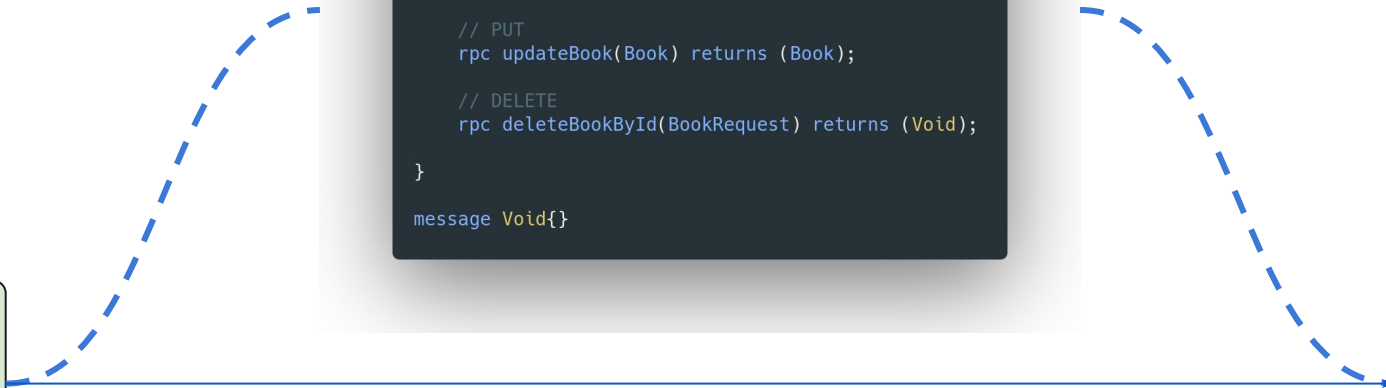 // PUT
rpc updateBook(Book) returns (Book);
// DELETE
rpc deleteBookById(BookRequest) returns (Void);
}
message Void{}